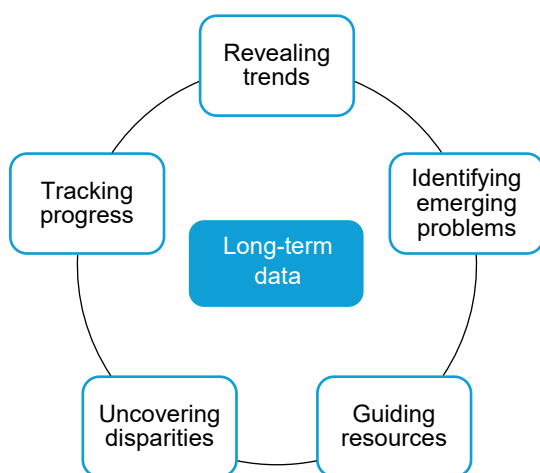 Revealing
trends
Identifying
emerging
problems
Guiding
resources
Uncovering
disparities
Tracking
progress
Long-term
data